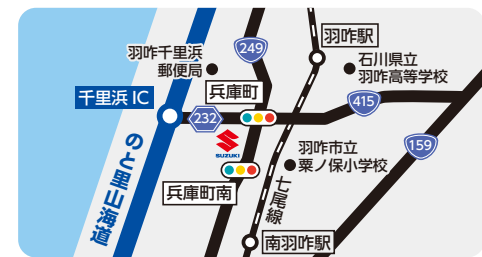 羽咋駅
249
羽咋千里浜
郵便局
石川県立
羽咋高等学校
千里浜 IC
兵庫町
415
232
159
SUZUKI
羽咋市立
粟ノ保小学校
のと里山海道
兵庫町南
七尾線
南羽咋駅